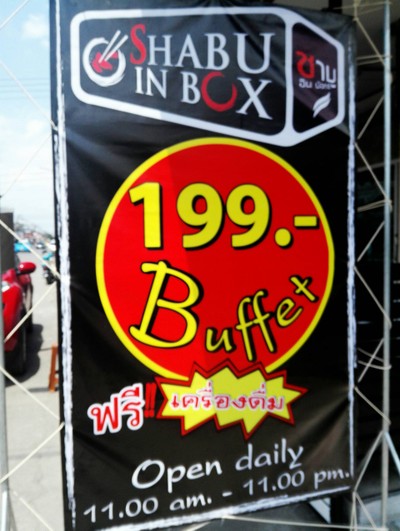 SHABU
IN BOX
ชาบู
อิน บ๊อกซ์
199.-
Buffet
ฟรี!! เครื่องดื่ม
Open daily
11.00 am. - 11.00 pm.